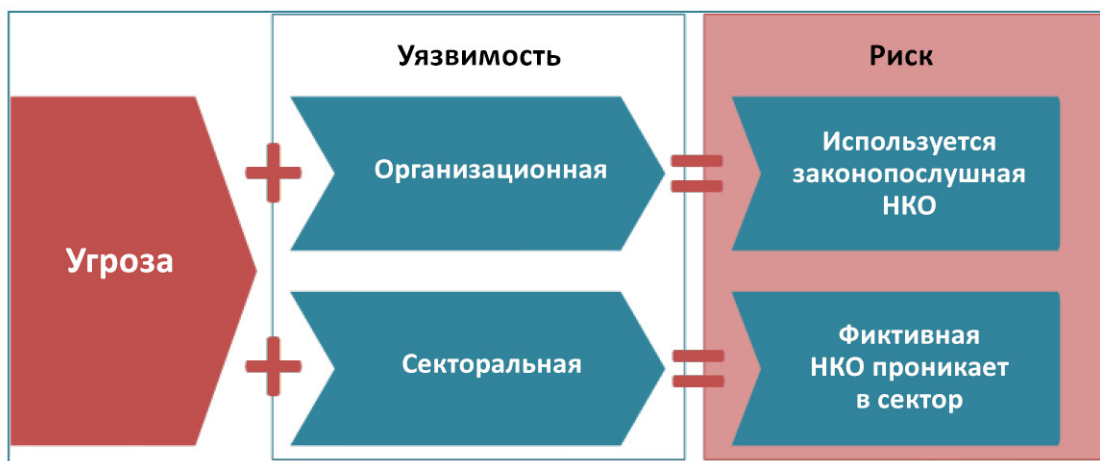 Уязвимость
Риск
Угроза
+
Организационная
=
Используется
законопослушная
НКО
+
Секторальная
=
Фиктивная
НКО проникает
в сектор